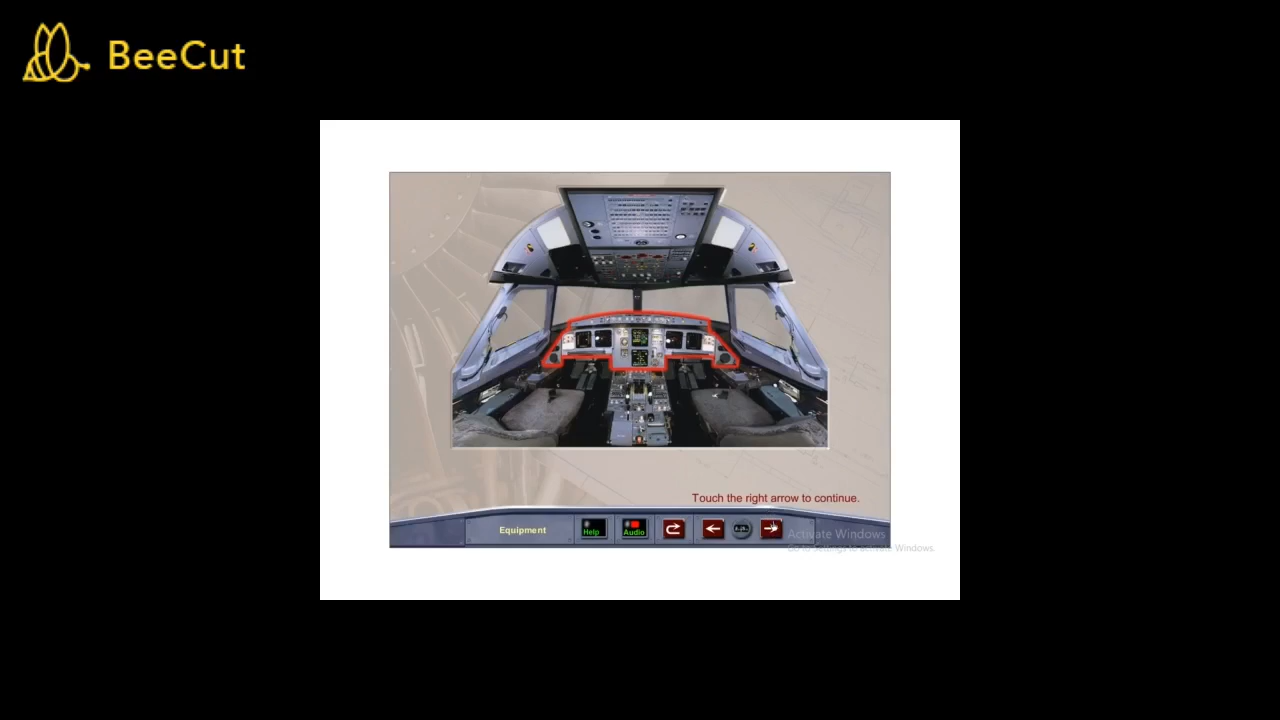 BeeCut
Touch the right arrow to continue.
Equipment
Help
Audio
Activate Windows
Go to Settings to activate Windows.